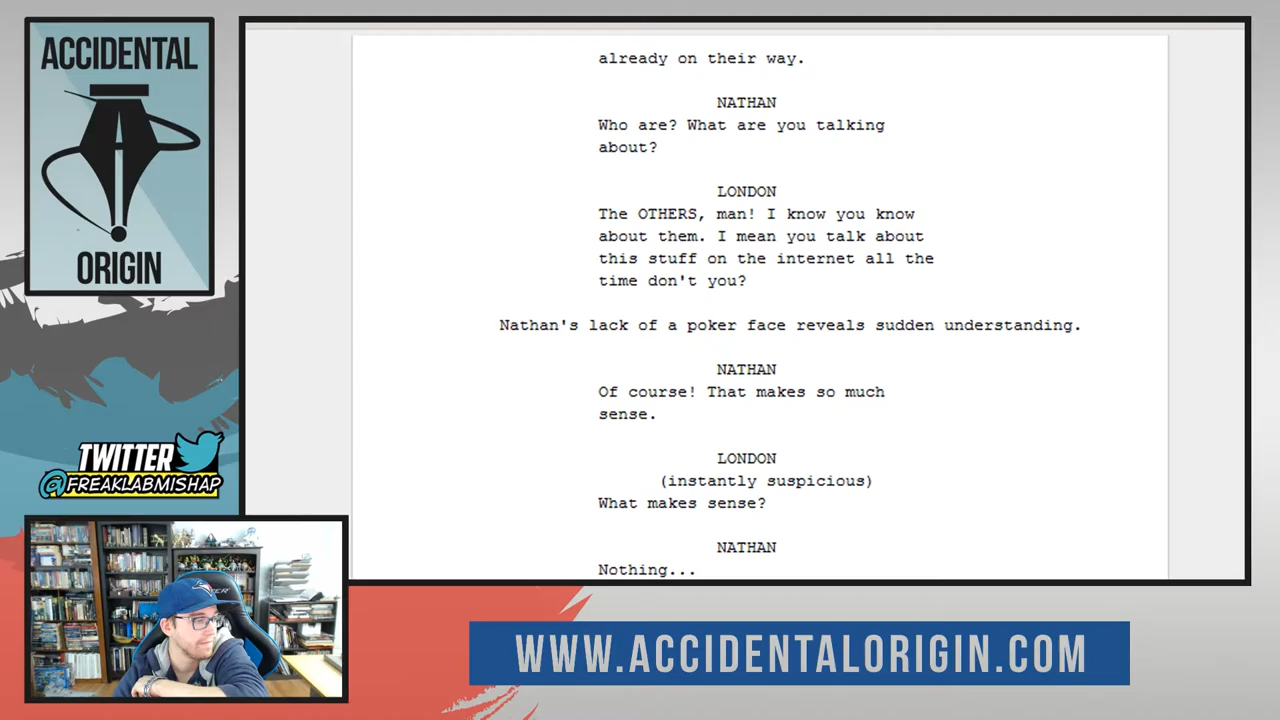 ACCIDENTAL
ORIGIN
already on their way.
NATHAN
Who are? What are you talking
about?
LONDON
The OTHERS, man! I know you know
about them. I mean you talk about
this stuff on the internet all the
time don't you?
Nathan's lack of a poker face reveals sudden understanding.
NATHAN
Of course! That makes so much
sense.
LONDON
(instantly suspicious)
What makes sense?
NATHAN
Nothing...
TWITTER
@FREAKLABMISHAP
WWW.ACCIDENTALORIGIN.COM